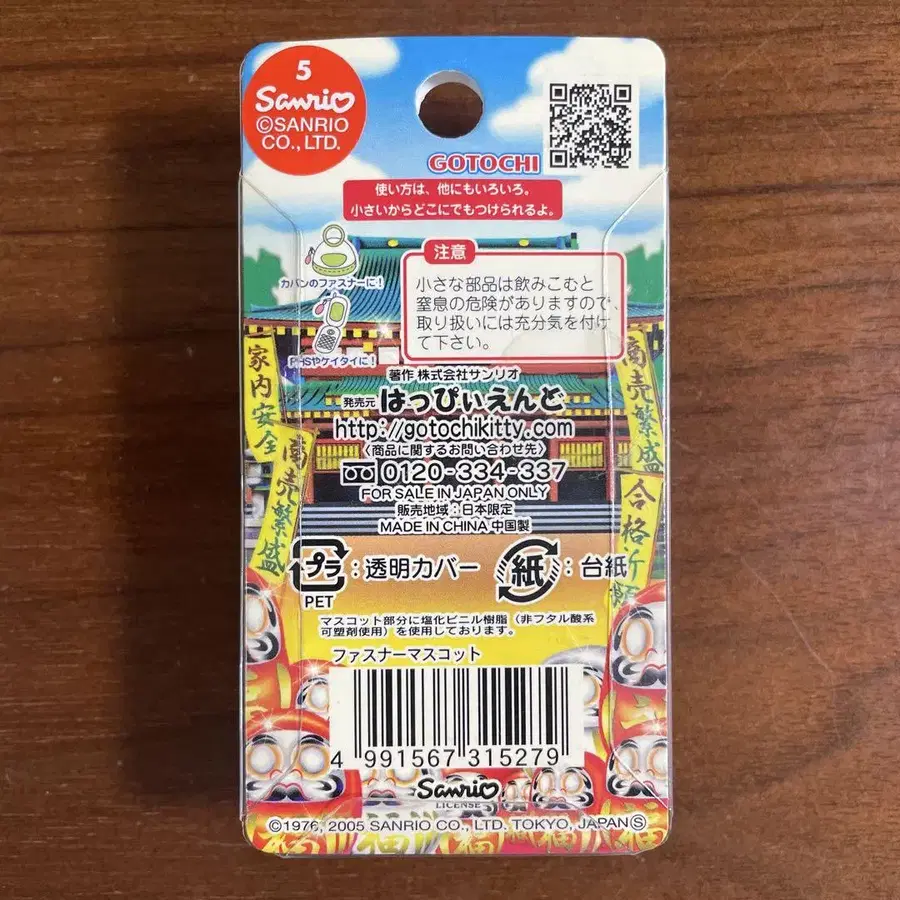 5
Sanrio
©SANRIO
CO., LTD.
GOTOCHI
使い方は、他にもいろいろ。
小さいからどこにでもつけられるよ。
カバンのファスナーに!
PHSやケイタイに!
注意
小さな部品は飲みこむと
窒息の危険がありますので、
取り扱いには充分気を付け
て下さい。
家内安全
商売繁盛
商売繁盛
合格祈願
著作 株式会社サンリオ
発売元 はっぴぃえんど
http://gotochikitty.com
〈商品に関するお問い合わせ先〉
0120-334-337
FOR SALE IN JAPAN ONLY
販売地域:日本限定
MADE IN CHINA 中国製
プラ:透明カバー 紙:台紙
PET
マスコット部分に塩化ビニル樹脂(非フタル酸系
可塑剤使用)を使用しております。
ファスナーマスコット
4 991567 315279
Sanrio
LICENSE
©1976, 2005 SANRIO CO., LTD. TOKYO, JAPAN Ⓢ
福 福 福